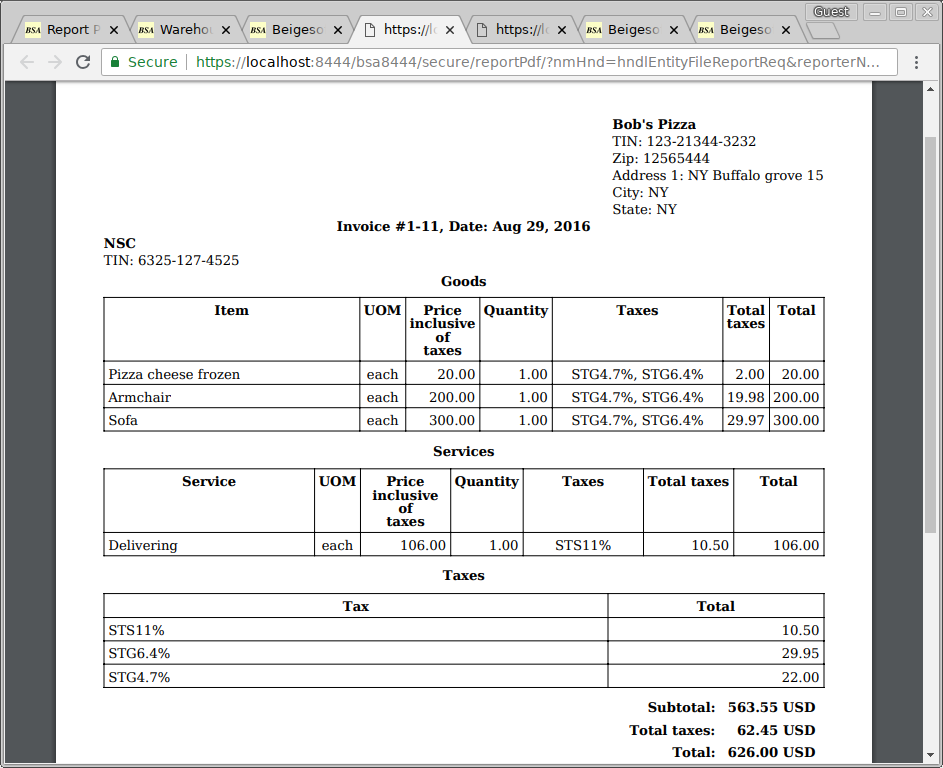 Guest
BSA Report P
BSA Warehou
BSA Beigeso
https://lo
https://lo
BSA Beigeso
BSA Beigeso
Secure https://localhost:8444/bsa8444/secure/reportPdf/?nmHnd=hndlEntityFileReportReq&reporterN...
Bob's Pizza
TIN: 123-21344-3232
Zip: 12565444
Address 1: NY Buffalo grove 15
City: NY
State: NY
Invoice #1-11, Date: Aug 29, 2016
NSC
TIN: 6325-127-4525
Goods
Item UOM Price inclusive of taxes Quantity Taxes Total taxes Total
Pizza cheese frozen each 20.00 1.00 STG4.7%, STG6.4% 2.00 20.00
Armchair each 200.00 1.00 STG4.7%, STG6.4% 19.98 200.00
Sofa each 300.00 1.00 STG4.7%, STG6.4% 29.97 300.00
Services
Service UOM Price inclusive of taxes Quantity Taxes Total taxes Total
Delivering each 106.00 1.00 STS11% 10.50 106.00
Taxes
Tax Total
STS11% 10.50
STG6.4% 29.95
STG4.7% 22.00
Subtotal: 563.55 USD
Total taxes: 62.45 USD
Total: 626.00 USD